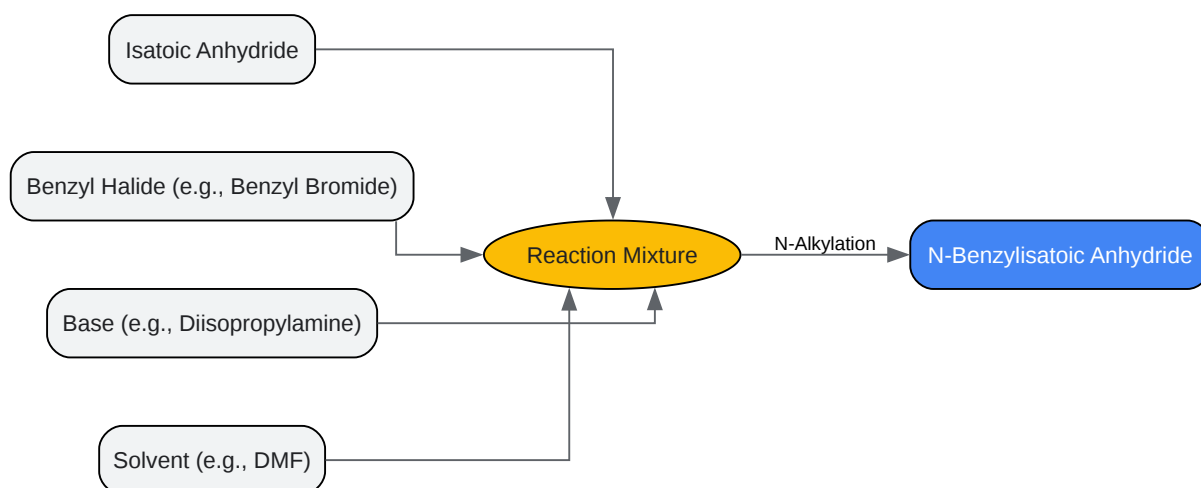 Isatoic Anhydride
Benzyl Halide (e.g., Benzyl Bromide)
Reaction Mixture
N-Alkylation
N-Benzylisatoic Anhydride
Base (e.g., Diisopropylamine)
Solvent (e.g., DMF)